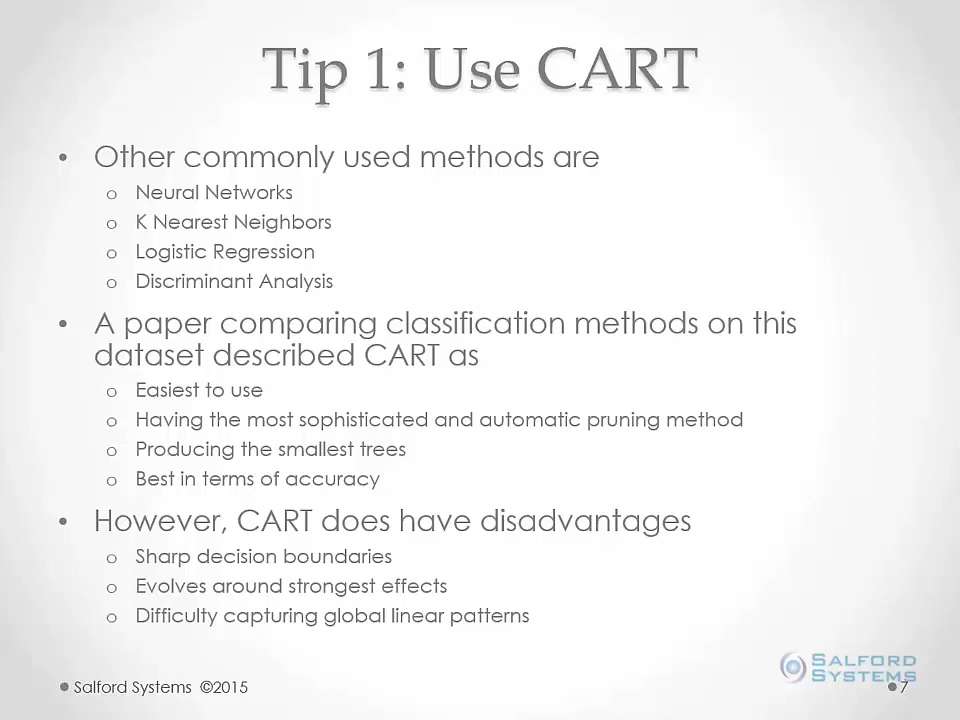 Tip 1: Use CART
• Other commonly used methods are
o Neural Networks
o K Nearest Neighbors
o Logistic Regression
o Discriminant Analysis
• A paper comparing classification methods on this
dataset described CART as
o Easiest to use
o Having the most sophisticated and automatic pruning method
o Producing the smallest trees
o Best in terms of accuracy
• However, CART does have disadvantages
o Sharp decision boundaries
o Evolves around strongest effects
o Difficulty capturing global linear patterns
SALFORD
SYSTEMS
• Salford Systems ©2015
• 7